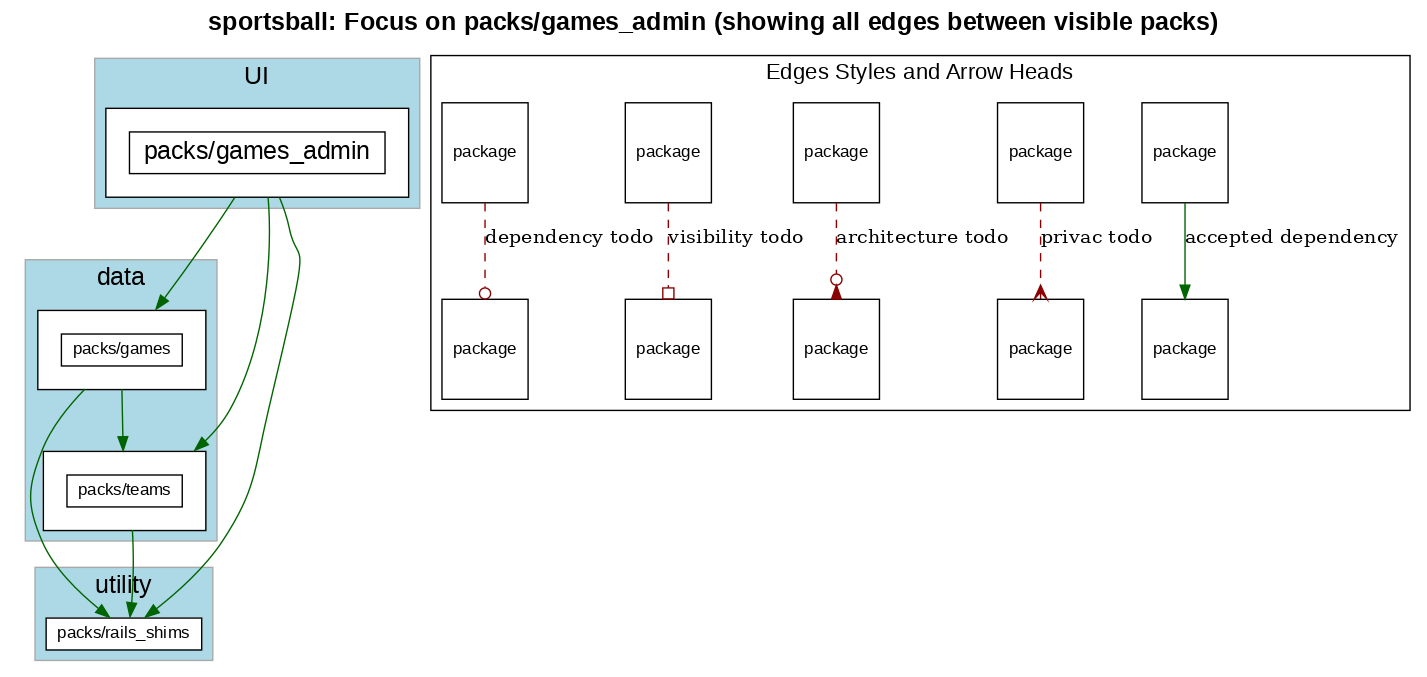 sportsball: Focus on packs/games_admin (showing all edges between visible packs)
UI
packs/games_admin
data
packs/games
packs/teams
utility
packs/rails_shims
Edges Styles and Arrow Heads
package
package
package
package
package
dependency todo
visibility todo
architecture todo
privac todo
accepted dependency
package
package
package
package
package